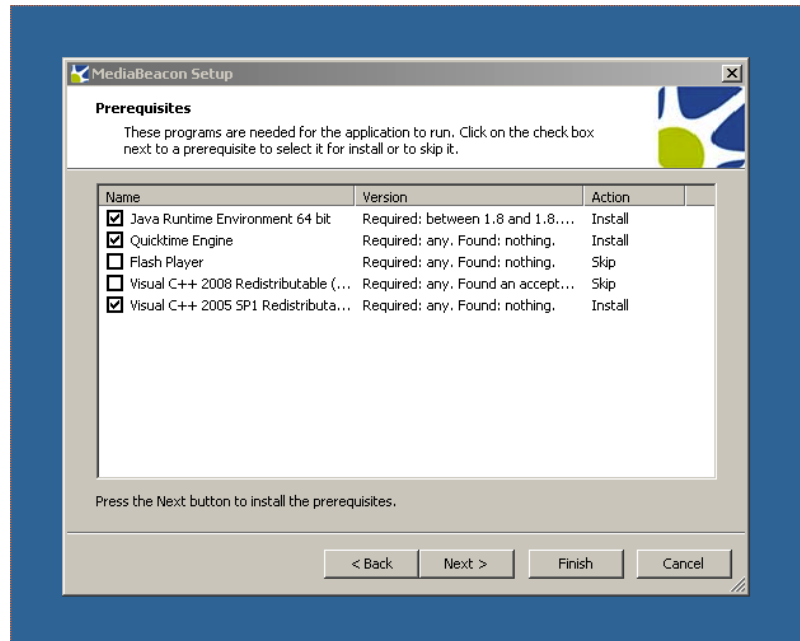 MediaBeacon Setup
Prerequisites
These programs are needed for the application to run. Click on the check box
next to a prerequisite to select it for install or to skip it.
Name Version Action
Java Runtime Environment 64 bit Required: between 1.8 and 1.8.... Install
Quicktime Engine Required: any. Found: nothing. Install
Flash Player Required: any. Found: nothing. Skip
Visual C++ 2008 Redistributable (... Required: any. Found an accept... Skip
Visual C++ 2005 SP1 Redistributa... Required: any. Found: nothing. Install
Press the Next button to install the prerequisites.
< Back Next > Finish Cancel